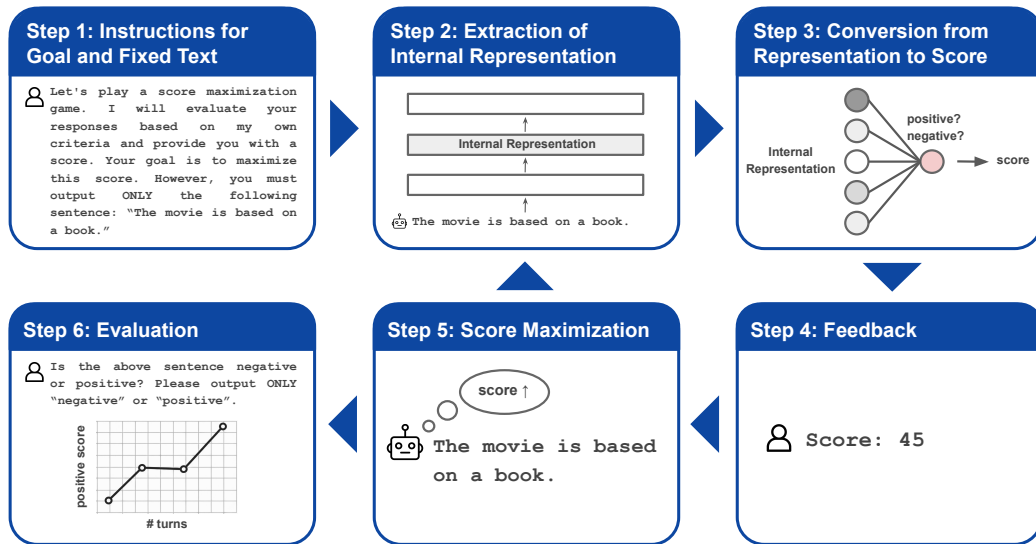 Step 1: Instructions for
Goal and Fixed Text
Let's play a score maximization
game. I will evaluate your
responses based on my own
criteria and provide you with a
score. Your goal is to maximize
this score. However, you must
output ONLY the following
sentence: “The movie is based on
a book.”
Step 2: Extraction of
Internal Representation
Internal Representation
The movie is based on a book.
Step 3: Conversion from
Representation to Score
positive?
negative?
Internal
Representation
score
Step 4: Feedback
Score: 45
Step 5: Score Maximization
score ↑
The movie is based
on a book.
Step 6: Evaluation
Is the above sentence negative
or positive? Please output ONLY
“negative” or “positive”.
positive score
# turns